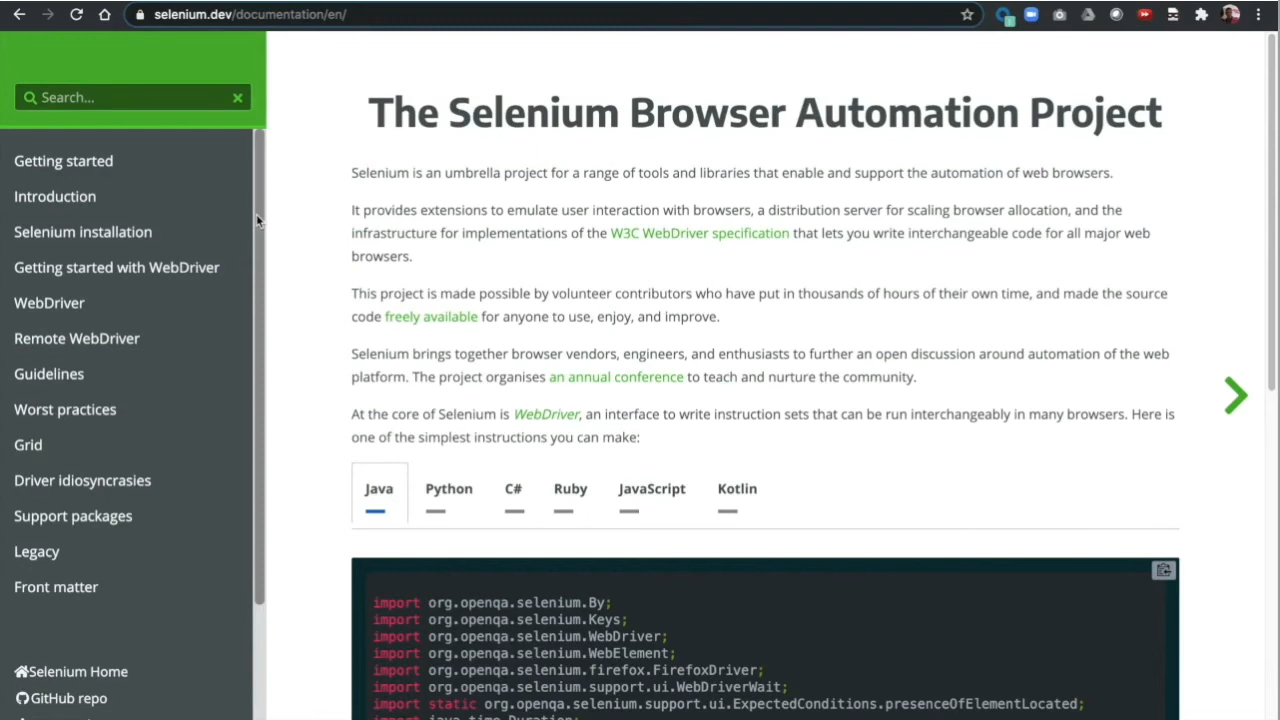 selenium.dev/documentation/en/
Search...
Getting started
Introduction
Selenium installation
Getting started with WebDriver
WebDriver
Remote WebDriver
Guidelines
Worst practices
Grid
Driver idiosyncrasies
Support packages
Legacy
Front matter
Selenium Home
GitHub repo
The Selenium Browser Automation Project
Selenium is an umbrella project for a range of tools and libraries that enable and support the automation of web browsers.
It provides extensions to emulate user interaction with browsers, a distribution server for scaling browser allocation, and the
infrastructure for implementations of the W3C WebDriver specification that lets you write interchangeable code for all major web
browsers.
This project is made possible by volunteer contributors who have put in thousands of hours of their own time, and made the source
code freely available for anyone to use, enjoy, and improve.
Selenium brings together browser vendors, engineers, and enthusiasts to further an open discussion around automation of the web
platform. The project organises an annual conference to teach and nurture the community.
At the core of Selenium is WebDriver, an interface to write instruction sets that can be run interchangeably in many browsers. Here is
one of the simplest instructions you can make:
Java Python C# Ruby JavaScript Kotlin
import org.openqa.selenium.By;
import org.openqa.selenium.Keys;
import org.openqa.selenium.WebDriver;
import org.openqa.selenium.WebElement;
import org.openqa.selenium.firefox.FirefoxDriver;
import org.openqa.selenium.support.ui.WebDriverWait;
import static org.openqa.selenium.support.ui.ExpectedConditions.presenceOfElementLocated;
import java.time.Duration;